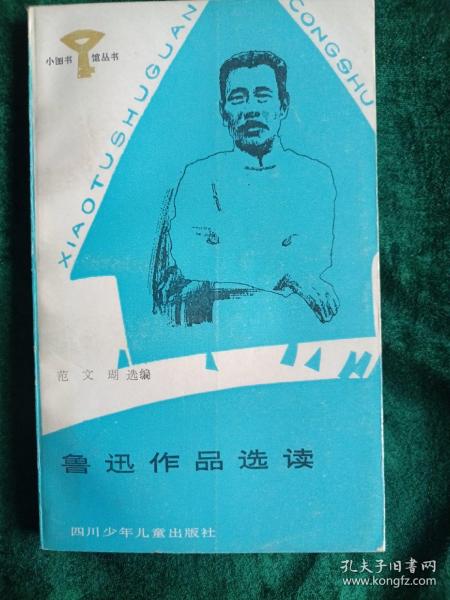 小图书馆丛书
XIAOTUSHUGUAN
CONGSHU
范文瑚 选编
鲁迅作品选读
四川少年儿童出版社
孔夫子旧书网
www.kongfz.com